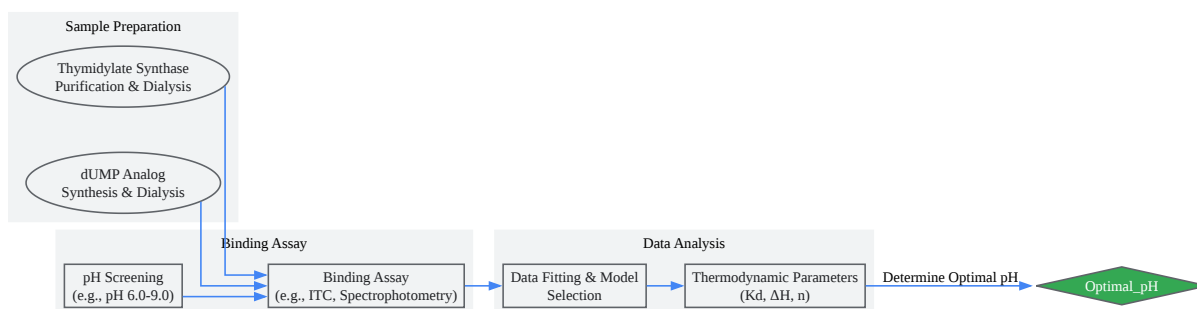 Sample Preparation
Thymidylate Synthase
Purification & Dialysis
dUMP Analog
Synthesis & Dialysis
Binding Assay
pH Screening
(e.g., pH 6.0-9.0)
Binding Assay
(e.g., ITC, Spectrophotometry)
Data Analysis
Data Fitting & Model
Selection
Thermodynamic Parameters
(Kd, ΔH, n)
Determine Optimal pH
Optimal_pH